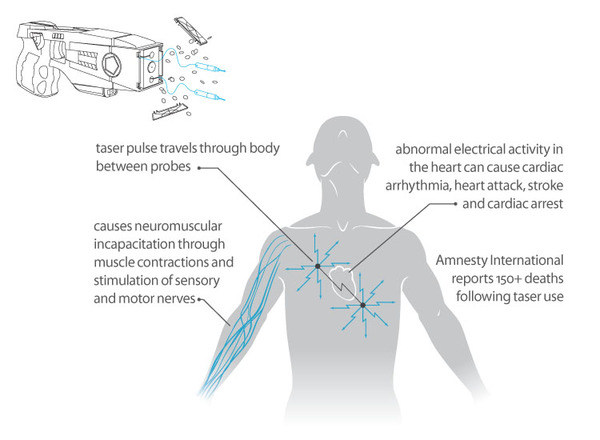 taser pulse travels through body
between probes
abnormal electrical activity in
the heart can cause cardiac
arrhythmia, heart attack, stroke
and cardiac arrest
causes neuromuscular
incapacitation through
muscle contractions and
stimulation of sensory
and motor nerves
Amnesty International
reports 150+ deaths
following taser use